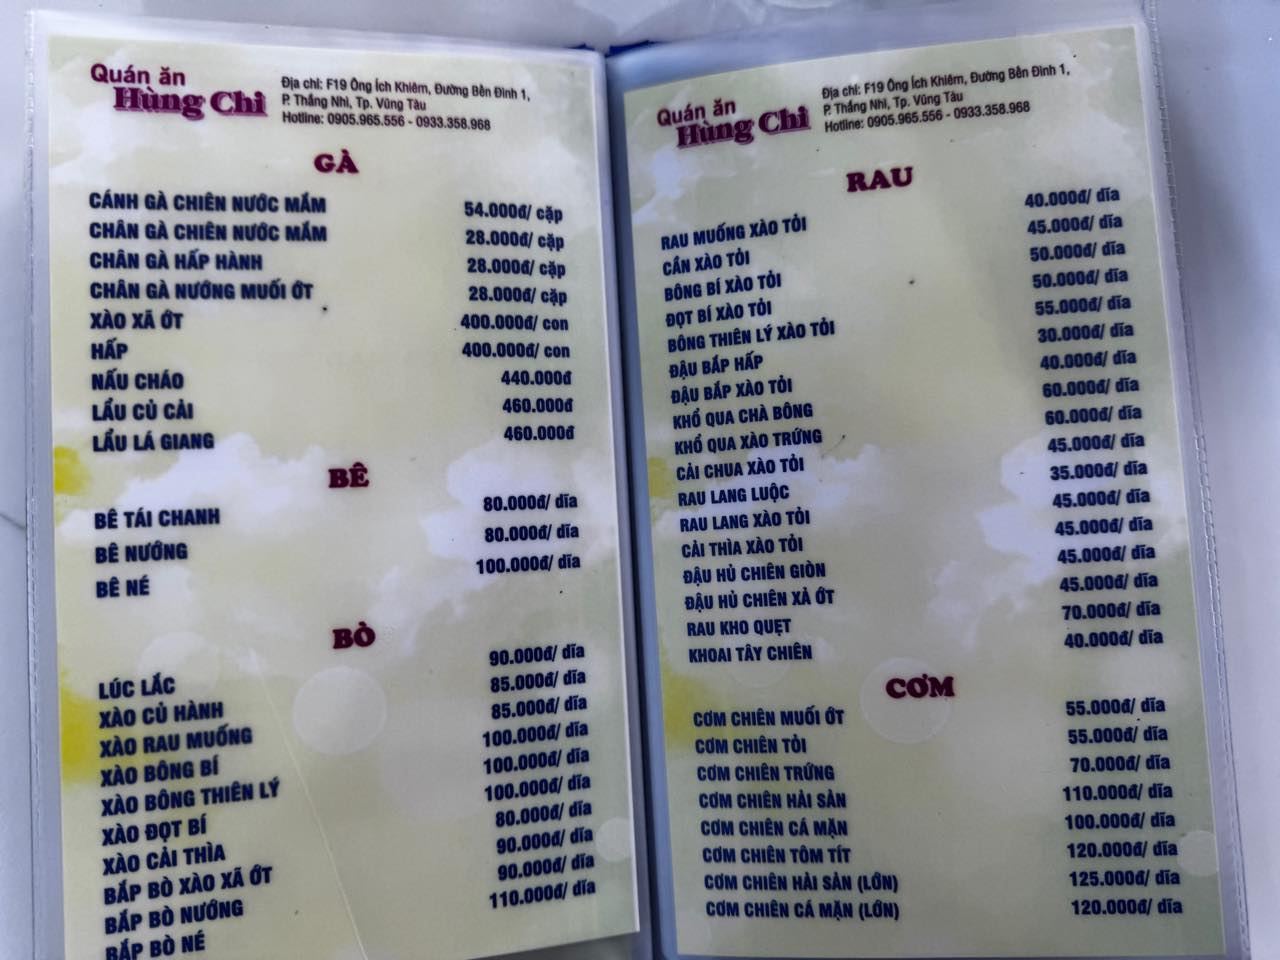 Quán ăn
Hùng Chi
Địa chỉ: F19 Ông Ích Khiêm, Đường Bến Đình 1,
P. Thắng Nhì, Tp. Vũng Tàu
Hotline: 0905.965.556 - 0933.358.968
GÀ
CÁNH GÀ CHIÊN NƯỚC MẮM 54.000đ/ cặp
CHÂN GÀ CHIÊN NƯỚC MẮM 28.000đ/ cặp
CHÂN GÀ HẤP HÀNH 28.000đ/ cặp
CHÂN GÀ NƯỚNG MUỐI ỚT 28.000đ/ cặp
XÀO XÃ ỚT 400.000đ/ con
HẤP 400.000đ/ con
NẤU CHÁO 440.000đ
LẨU CỦ CẢI 460.000đ
LẨU LÁ GIANG 460.000đ
BÊ
BÊ TÁI CHANH 80.000đ/ dĩa
BÊ NƯỚNG 80.000đ/ dĩa
BÊ NÉ 100.000đ/ dĩa
BÒ
LÚC LẮC 90.000đ/ dĩa
XÀO CỦ HÀNH 85.000đ/ dĩa
XÀO RAU MUỐNG 85.000đ/ dĩa
XÀO BÔNG BÍ 100.000đ/ dĩa
XÀO BÔNG THIÊN LÝ 100.000đ/ dĩa
XÀO ĐỌT BÍ 100.000đ/ dĩa
XÀO CẢI THÌA 80.000đ/ dĩa
BẮP BÒ XÀO XÃ ỚT 90.000đ/ dĩa
BẮP BÒ NƯỚNG 90.000đ/ dĩa
BẮP BÒ NÉ 110.000đ/ dĩa
Quán ăn
Hùng Chi
Địa chỉ: F19 Ông Ích Khiêm, Đường Bến Đình 1,
P. Thắng Nhì, Tp. Vũng Tàu
Hotline: 0905.965.556 - 0933.358.968
RAU
RAU MUỐNG XÀO TỎI 40.000đ/ dĩa
CẦN XÀO TỎI 45.000đ/ dĩa
BÔNG BÍ XÀO TỎI 50.000đ/ dĩa
ĐỌT BÍ XÀO TỎI 50.000đ/ dĩa
BÔNG THIÊN LÝ XÀO TỎI 55.000đ/ dĩa
ĐẬU BẮP HẤP 30.000đ/ dĩa
ĐẬU BẮP XÀO TỎI 40.000đ/ dĩa
KHỔ QUA CHÀ BÔNG 60.000đ/ dĩa
KHỔ QUA XÀO TRỨNG 60.000đ/ dĩa
CẢI CHUA XÀO TỎI 45.000đ/ dĩa
RAU LANG LUỘC 35.000đ/ dĩa
RAU LANG XÀO TỎI 45.000đ/ dĩa
CẢI THÌA XÀO TỎI 45.000đ/ dĩa
ĐẬU HỦ CHIÊN GIÒN 45.000đ/ dĩa
ĐẬU HỦ CHIÊN XẢ ỚT 45.000đ/ dĩa
RAU KHO QUẸT 70.000đ/ dĩa
KHOAI TÂY CHIÊN 40.000đ/ dĩa
CƠM
CƠM CHIÊN MUỐI ỚT 55.000đ/ dĩa
CƠM CHIÊN TỎI 55.000đ/ dĩa
CƠM CHIÊN TRỨNG 70.000đ/ dĩa
CƠM CHIÊN HẢI SẢN 110.000đ/ dĩa
CƠM CHIÊN CÁ MẶN 100.000đ/ dĩa
CƠM CHIÊN TÔM TÍT 120.000đ/ dĩa
CƠM CHIÊN HẢI SẢN (LỚN) 125.000đ/ dĩa
CƠM CHIÊN CÁ MẶN (LỚN) 120.000đ/ dĩa